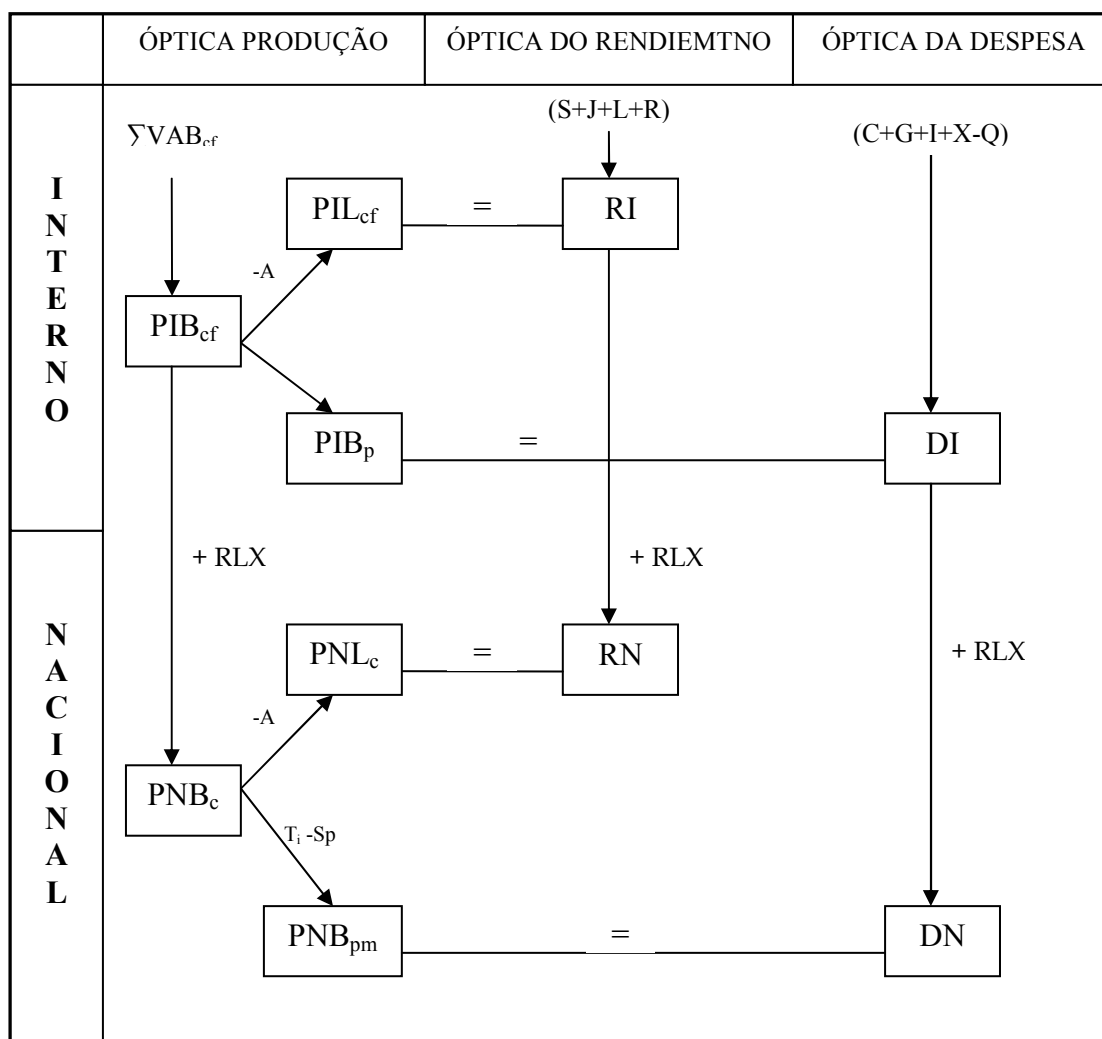 ÓPTICA PRODUÇÃO
ÓPTICA DO RENDIEMTNO
ÓPTICA DA DESPESA
INTERNO
∑VAB_cf
(S+J+L+R)
(C+G+I+X-Q)
PIL_cf
=
RI
-A
PIB_cf
PIB_p
=
DI
+ RLX
+ RLX
NACIONAL
PNL_c
=
RN
+ RLX
-A
PNB_c
T_i -Sp
PNB_pm
=
DN